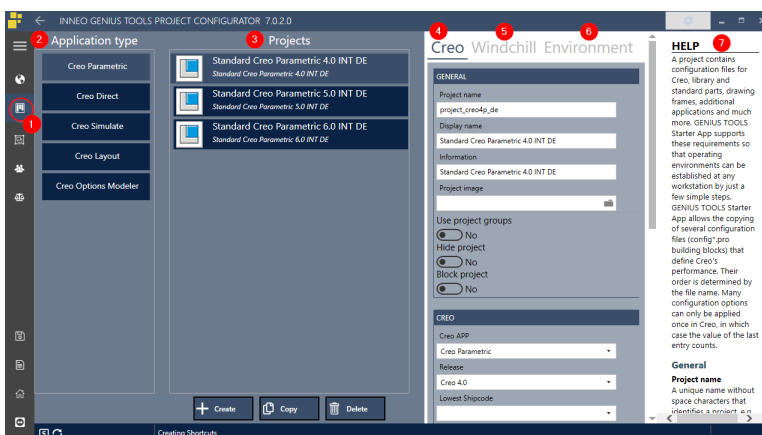 INNEO GENIUS TOOLS PROJECT CONFIGURATOR 7.0.2.0
1
2
Application type
Creo Parametric
Creo Direct
Creo Simulate
Creo Layout
Creo Options Modeler
3
Projects
Standard Creo Parametric 4.0 INT DE
Standard Creo Parametric 4.0 INT DE
Standard Creo Parametric 5.0 INT DE
Standard Creo Parametric 5.0 INT DE
Standard Creo Parametric 6.0 INT DE
Standard Creo Parametric 6.0 INT DE
Create
Copy
Delete
4
5
6
Creo Windchill Environment
GENERAL
Project name
project_creo4p_de
Display name
Standard Creo Parametric 4.0 INT DE
Information
Standard Creo Parametric 4.0 INT DE
Project image
Use project groups
No
Hide project
No
Block project
No
CREO
Creo APP
Creo Parametric
Release
Creo 4.0
Lowest Shipcode
7
HELP
A project contains
configuration files for
Creo, library and
standard parts, drawing
frames, additional
applications and much
more. GENIUS TOOLS
Starter App supports
these requirements so
that operating
environments can be
established at any
workstation by just a
few simple steps.
GENIUS TOOLS Starter
App allows the copying
of several configuration
files (config*.pro
building blocks) that
define Creo's
performance. Their
order is determined by
the file name. Many
configuration options
can only be applied
once in Creo, in which
case the value of the last
entry counts.
General
Project name
A unique name without
space characters that
identifies a project, e.g.
Creating Shortcuts